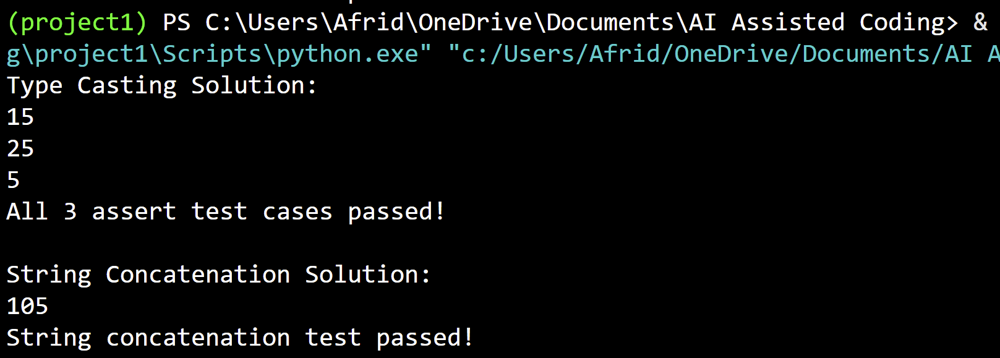 (project1) PS C:\Users\Afrid\OneDrive\Documents\AI Assisted Coding> &
g\project1\Scripts\python.exe" "c:/Users/Afrid/OneDrive/Documents/AI A
Type Casting Solution:
15
25
5
All 3 assert test cases passed!

String Concatenation Solution:
105
String concatenation test passed!